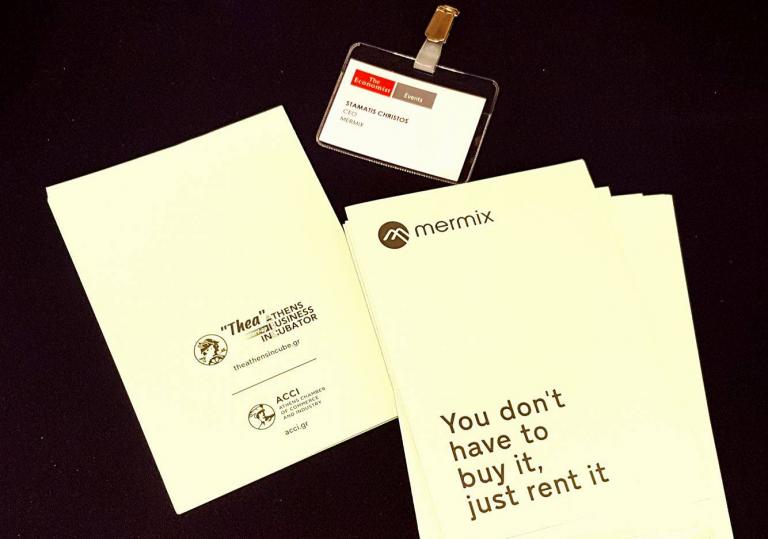 The
Economist
Events
STAMATIS CHRISTOS
CEO
MERMIX
"Thea" ATHENS
BUSINESS
INCUBATOR
theathensincube.gr
ACCI
ATHENS CHAMBER
OF COMMERCE
AND INDUSTRY
acci.gr
mermix
You don't
have to
buy it,
just rent it